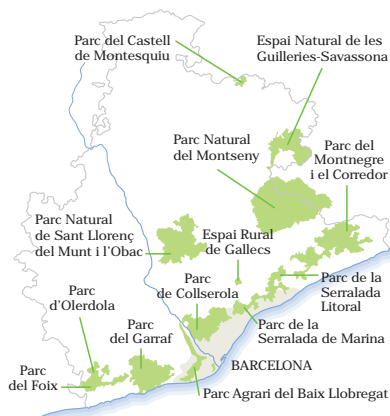 Parc del Castell
de Montesquiu
Espai Natural de les
Guilleries-Savassona
Parc Natural
del Montseny
Parc del
Montnegre
i el Corredor
Parc Natural
de Sant Llorenç
del Munt i l'Obac
Espai Rural
de Gallecs
Parc
de Collserola
Parc de la
Serralada
Litoral
Parc
d'Olerdola
Parc
del Garraf
Parc de la
Serralada de Marina
Parc
del Foix
BARCELONA
Parc Agrari del Baix Llobregat